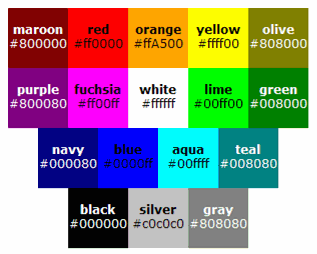 maroon red orange yellow olive
#800000 #ff0000 #ffA500 #ffff00 #808000
purple fuchsia white lime green
#800080 #ff00ff #ffffff #00ff00 #008000
navy blue aqua teal
#000080 #0000ff #00ffff #008080
black silver gray
#000000 #c0c0c0 #808080